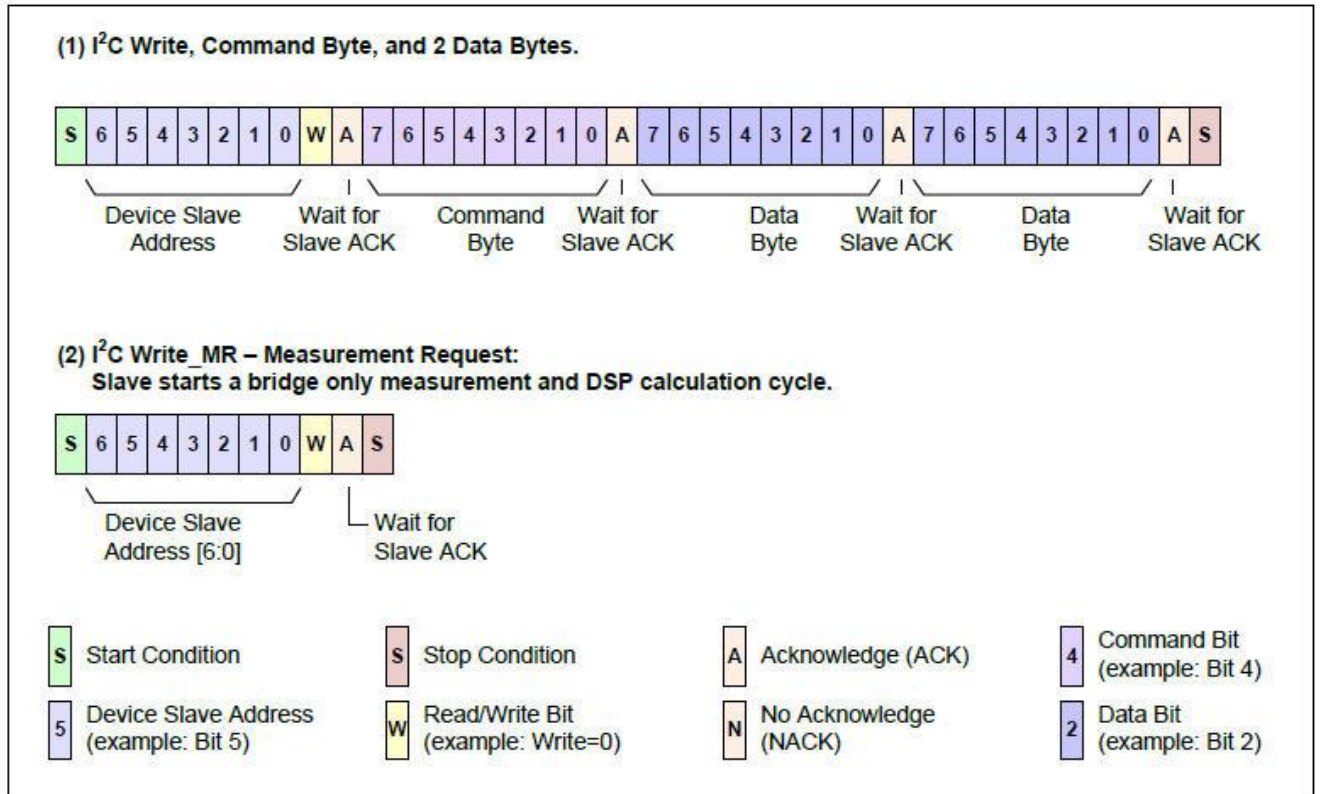 (1) I²C Write, Command Byte, and 2 Data Bytes.
S 6 5 4 3 2 1 0 W A 7 6 5 4 3 2 1 0 A 7 6 5 4 3 2 1 0 A 7 6 5 4 3 2 1 0 A S
Device Slave Wait for Command Wait for Data Wait for Data Wait for
Address Slave ACK Byte Slave ACK Byte Slave ACK Byte Slave ACK
(2) I²C Write_MR – Measurement Request:
Slave starts a bridge only measurement and DSP calculation cycle.
S 6 5 4 3 2 1 0 W A S
Device Slave Wait for
Address [6:0] Slave ACK
S Start Condition
S Stop Condition
A Acknowledge (ACK)
4 Command Bit
(example: Bit 4)
5 Device Slave Address
(example: Bit 5)
W Read/Write Bit
(example: Write=0)
N No Acknowledge
(NACK)
2 Data Bit
(example: Bit 2)